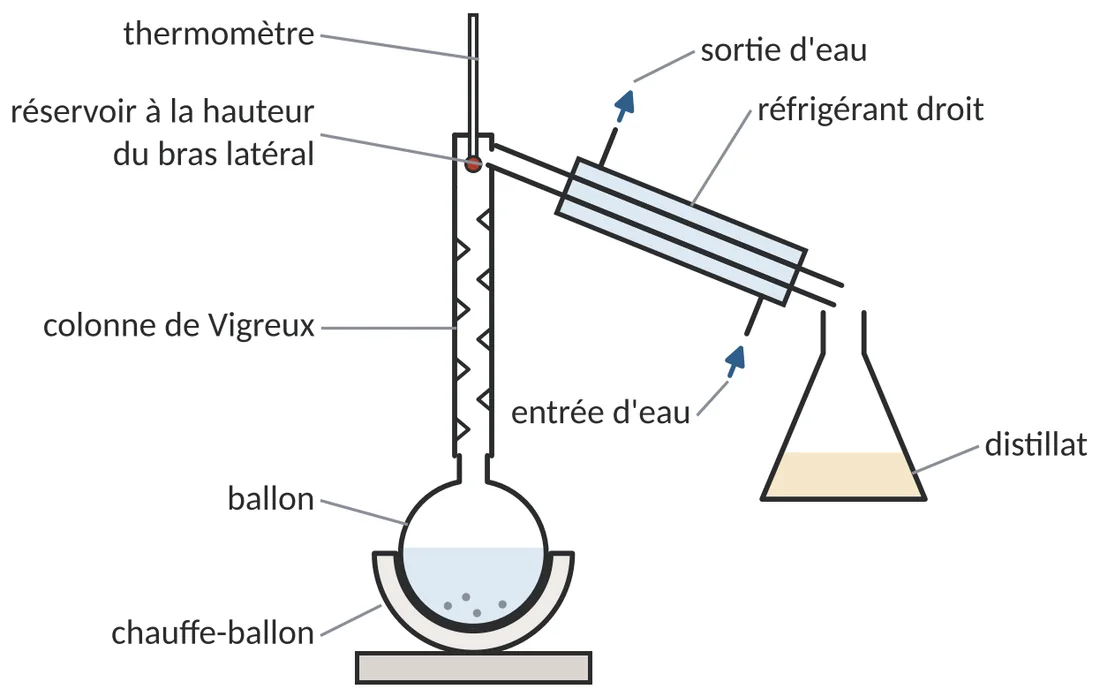 thermomètre
sortie d'eau
réservoir à la hauteur
du bras latéral
réfrigérant droit
colonne de Vigreux
entrée d'eau
distillat
ballon
chauffe-ballon